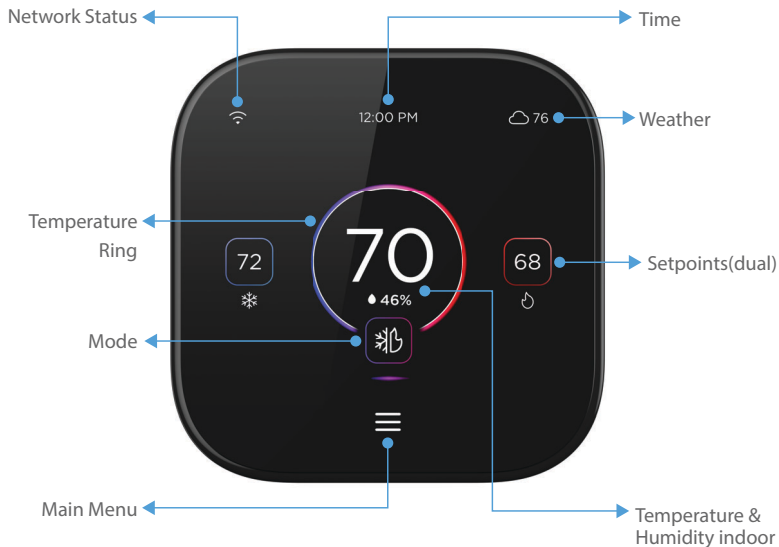 Network Status
Time
12:00 PM
76
Weather
Temperature
Ring
72
70
46%
68
Setpoints(dual)
Mode
Main Menu
Temperature &
Humidity indoor